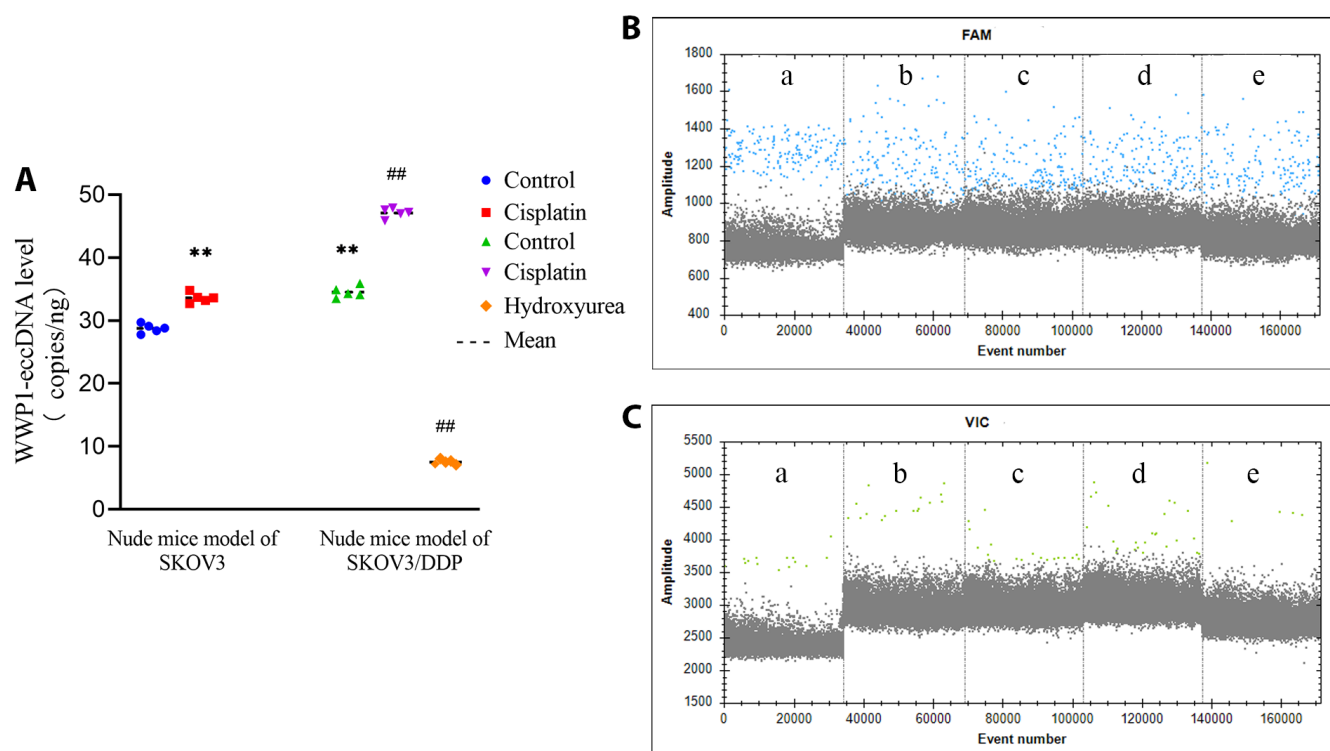 A
WWP1-eccDNA level
( copies/ng)
50
40
30
20
10
0
**
**
##
##
Control
Cisplatin
Control
Cisplatin
Hydroxyurea
Mean
Nude mice model of
SKOV3
Nude mice model of
SKOV3/DDP
B
FAM
Amplitude
1800
1600
1400
1200
1000
800
600
400
a b c d e
0 20000 40000 60000 80000 100000 120000 140000 160000
Event number
C
VIC
Amplitude
5500
5000
4500
4000
3500
3000
2500
2000
1500
a b c d e
0 20000 40000 60000 80000 100000 120000 140000 160000
Event number